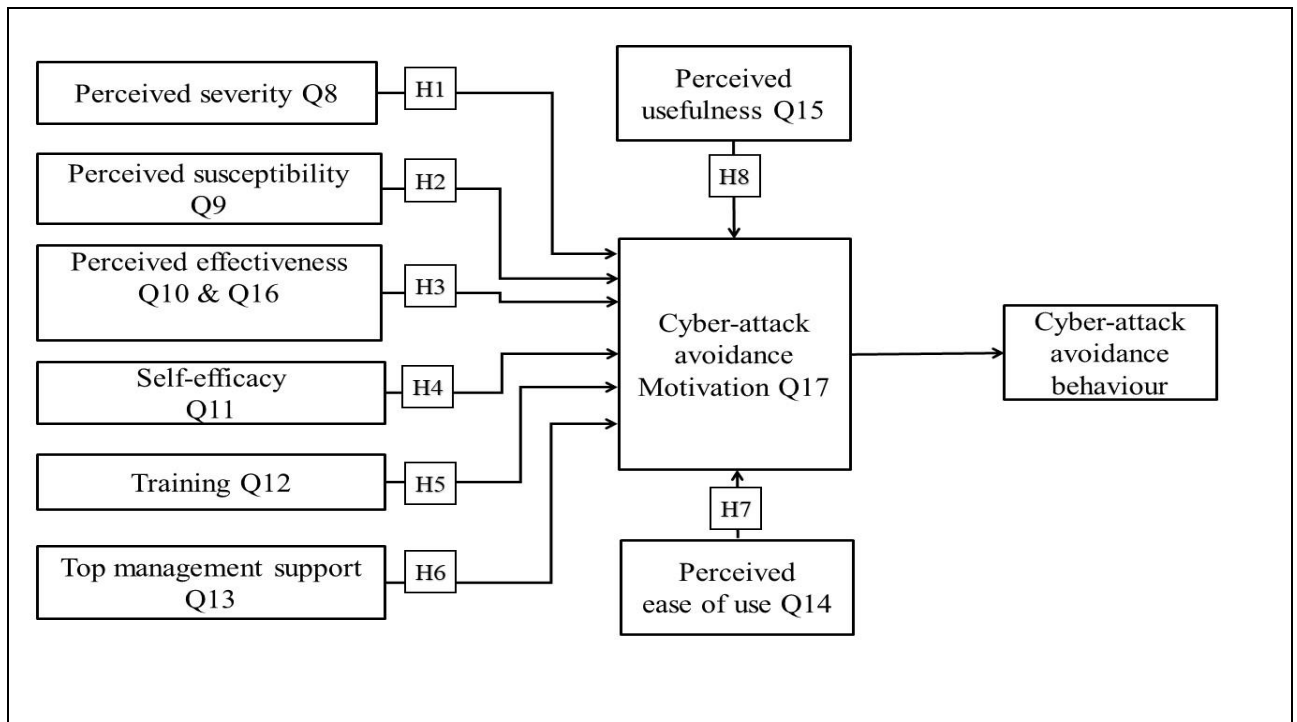 Perceived severity Q8
H1
Perceived susceptibility
Q9
H2
Perceived effectiveness
Q10 & Q16
H3
Self-efficacy
Q11
H4
Training Q12
H5
Top management support
Q13
H6
Perceived
usefulness Q15
H8
Cyber-attack
avoidance
Motivation Q17
H7
Perceived
ease of use Q14
Cyber-attack
avoidance
behaviour